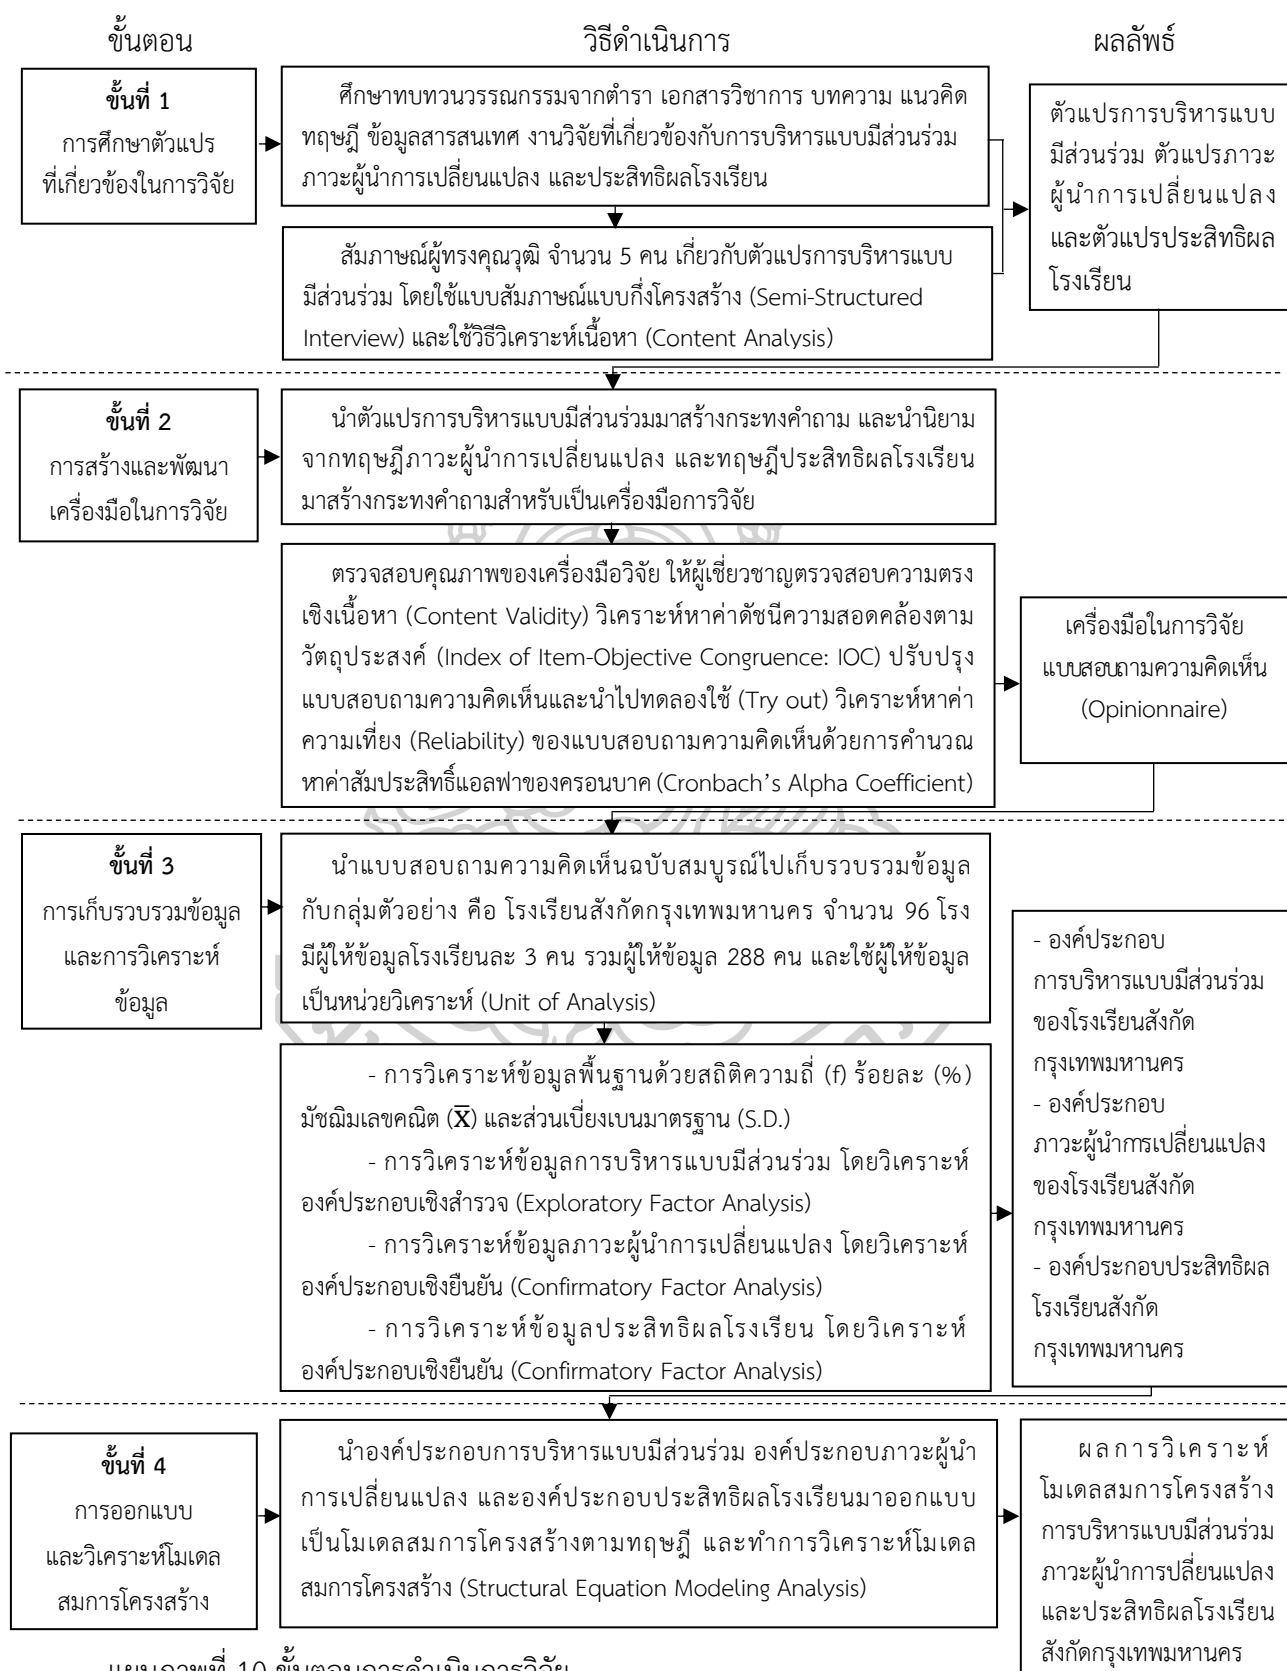 ขั้นตอน
วิธีดำเนินการ
ผลลัพธ์
ขั้นที่ 1
การศึกษาตัวแปร
ที่เกี่ยวข้องในการวิจัย
ศึกษาทบทวนวรรณกรรมจากตำรา เอกสารวิชาการ บทความ แนวคิด
ทฤษฎี ข้อมูลสารสนเทศ งานวิจัยที่เกี่ยวข้องกับการบริหารแบบมีส่วนร่วม
ภาวะผู้นำการเปลี่ยนแปลง และประสิทธิผลโรงเรียน
สัมภาษณ์ผู้ทรงคุณวุฒิ จำนวน 5 คน เกี่ยวกับตัวแปรการบริหารแบบ
มีส่วนร่วม โดยใช้แบบสัมภาษณ์แบบกึ่งโครงสร้าง (Semi-Structured
Interview) และใช้วิธีวิเคราะห์เนื้อหา (Content Analysis)
ตัวแปรการบริหารแบบ
มีส่วนร่วม ตัวแปรภาวะ
ผู้นำการเปลี่ยนแปลง
และตัวแปรประสิทธิผล
โรงเรียน
ขั้นที่ 2
การสร้างและพัฒนา
เครื่องมือในการวิจัย
นำตัวแปรการบริหารแบบมีส่วนร่วมมาสร้างกระทงคำถาม และนำนิยาม
จากทฤษฎีภาวะผู้นำการเปลี่ยนแปลง และทฤษฎีประสิทธิผลโรงเรียน
มาสร้างกระทงคำถามสำหรับเป็นเครื่องมือการวิจัย
ตรวจสอบคุณภาพของเครื่องมือวิจัย ให้ผู้เชี่ยวชาญตรวจสอบความตรง
เชิงเนื้อหา (Content Validity) วิเคราะห์หาค่าดัชนีความสอดคล้องตาม
วัตถุประสงค์ (Index of Item-Objective Congruence: IOC) ปรับปรุง
แบบสอบถามความคิดเห็นและนำไปทดลองใช้ (Try out) วิเคราะห์หาค่า
ความเที่ยง (Reliability) ของแบบสอบถามความคิดเห็นด้วยการคำนวณ
หาค่าสัมประสิทธิ์แอลฟาของครอนบาค (Cronbach’s Alpha Coefficient)
เครื่องมือในการวิจัย
แบบสอบถามความคิดเห็น
(Opinionnaire)
ขั้นที่ 3
การเก็บรวบรวมข้อมูล
และการวิเคราะห์
ข้อมูล
นำแบบสอบถามความคิดเห็นฉบับสมบูรณ์ไปเก็บรวบรวมข้อมูล
กับกลุ่มตัวอย่าง คือ โรงเรียนสังกัดกรุงเทพมหานคร จำนวน 96 โรง
มีผู้ให้ข้อมูลโรงเรียนละ 3 คน รวมผู้ให้ข้อมูล 288 คน และใช้ผู้ให้ข้อมูล
เป็นหน่วยวิเคราะห์ (Unit of Analysis)
- การวิเคราะห์ข้อมูลพื้นฐานด้วยสถิติความถี่ (f) ร้อยละ (%)
มัชฌิมเลขคณิต (X̅) และส่วนเบี่ยงเบนมาตรฐาน (S.D.)
- การวิเคราะห์ข้อมูลการบริหารแบบมีส่วนร่วม โดยวิเคราะห์
องค์ประกอบเชิงสำรวจ (Exploratory Factor Analysis)
- การวิเคราะห์ข้อมูลภาวะผู้นำการเปลี่ยนแปลง โดยวิเคราะห์
องค์ประกอบเชิงยืนยัน (Confirmatory Factor Analysis)
- การวิเคราะห์ข้อมูลประสิทธิผลโรงเรียน โดยวิเคราะห์
องค์ประกอบเชิงยืนยัน (Confirmatory Factor Analysis)
- องค์ประกอบ
การบริหารแบบมีส่วนร่วม
ของโรงเรียนสังกัด
กรุงเทพมหานคร
- องค์ประกอบ
ภาวะผู้นำการเปลี่ยนแปลง
ของโรงเรียนสังกัด
กรุงเทพมหานคร
- องค์ประกอบประสิทธิผล
โรงเรียนสังกัด
กรุงเทพมหานคร
ขั้นที่ 4
การออกแบบ
และวิเคราะห์โมเดล
สมการโครงสร้าง
นำองค์ประกอบการบริหารแบบมีส่วนร่วม องค์ประกอบภาวะผู้นำ
การเปลี่ยนแปลง และองค์ประกอบประสิทธิผลโรงเรียนมาออกแบบ
เป็นโมเดลสมการโครงสร้างตามทฤษฎี และทำการวิเคราะห์โมเดล
สมการโครงสร้าง (Structural Equation Modeling Analysis)
ผลการวิเคราะห์
โมเดลสมการโครงสร้าง
การบริหารแบบมีส่วนร่วม
ภาวะผู้นำการปลี่ยนแปลง
และประสิทธิผลโรงเรียน
สังกัดกรุงเทพมหานคร
แผนภาพที่ 10 ขั้นตอนการดำเนินการวิจัย